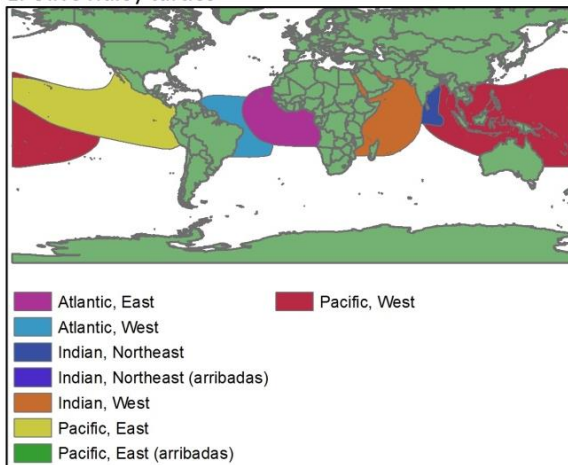 Atlantic, East
Pacific, West
Atlantic, West
Indian, Northeast
Indian, Northeast (arribadas)
Indian, West
Pacific, East
Pacific, East (arribadas)